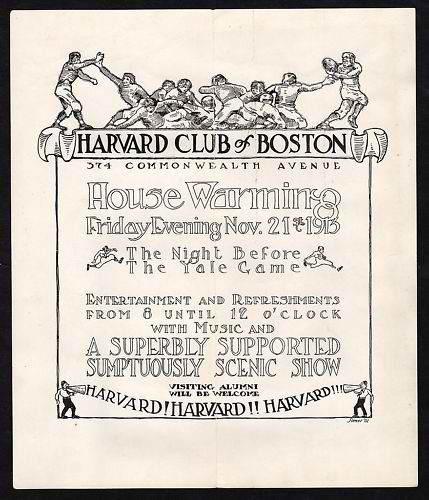 HARVARD CLUB of BOSTON
374 COMMONWEALTH AVENUE
House Warming
Friday Evening Nov. 21st 1913
The Night Before
The Yale Game
ENTERTAINMENT AND REFRESHMENTS
FROM 8 UNTIL 12 O'CLOCK
WITH MUSIC AND
A SUPERBLY SUPPORTED
SUMPTUOUSLY SCENIC SHOW
VISITING ALUMNI
WILL BE WELCOME
HARVARD! HARVARD!! HARVARD!!!